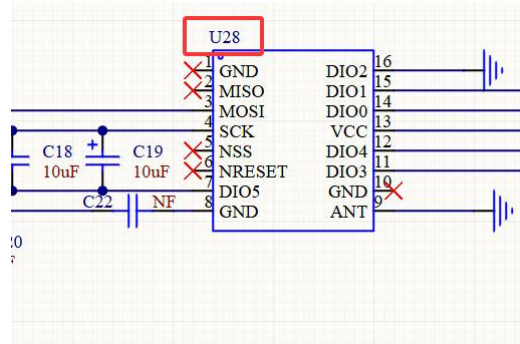 U28
1 GND DIO2 16
2 MISO DIO1 15
3 MOSI DIO0 14
4 SCK VCC 13
5 NSS DIO4 12
6 NRESET DIO3 11
7 DIO5 GND 10
8 GND ANT 9
C18 C19
10uF 10uF
C22 NF